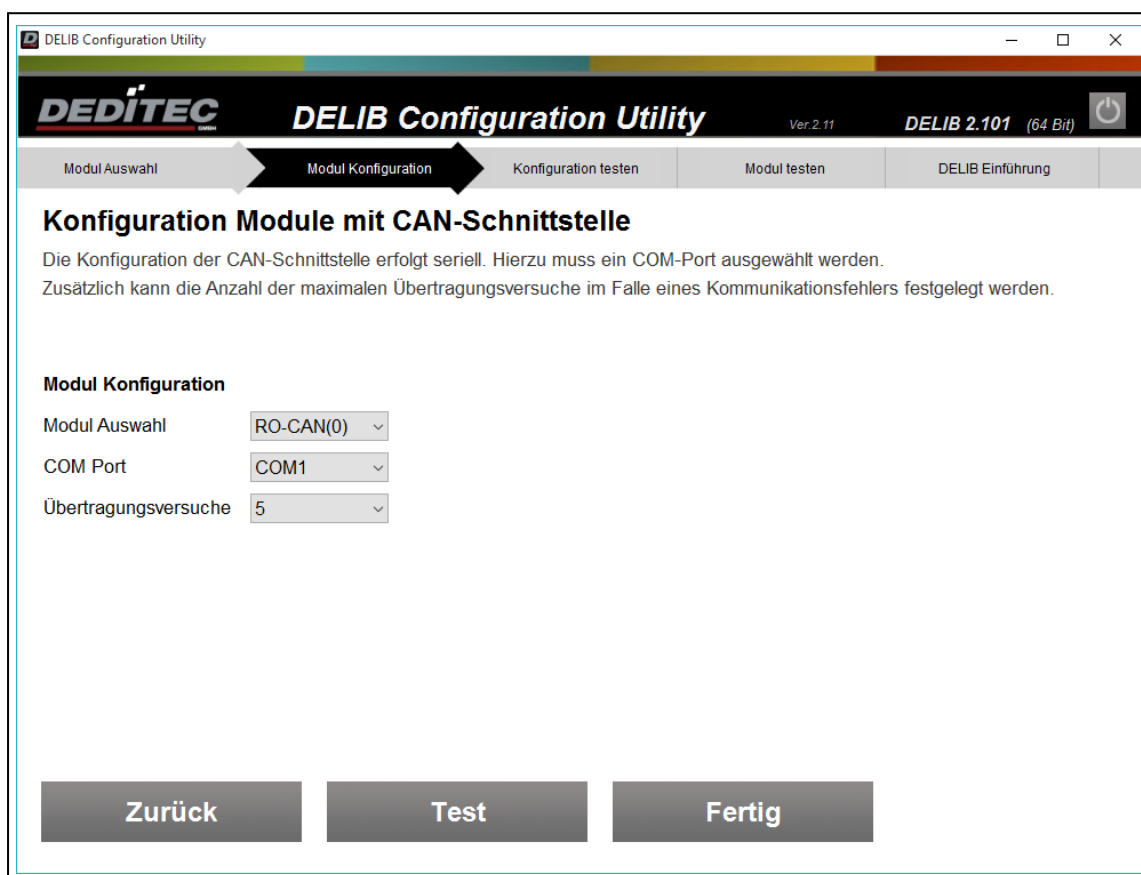 DELIB Configuration Utility
DEDITEC
GMBH
DELIB Configuration Utility
Ver.2.11
DELIB 2.101 (64 Bit)
Modul Auswahl
Modul Konfiguration
Konfiguration testen
Modul testen
DELIB Einführung
Konfiguration Module mit CAN-Schnittstelle
Die Konfiguration der CAN-Schnittstelle erfolgt seriell. Hierzu muss ein COM-Port ausgewählt werden.
Zusätzlich kann die Anzahl der maximalen Übertragungsversuche im Falle eines Kommunikationsfehlers festgelegt werden.
Modul Konfiguration
Modul Auswahl RO-CAN(0)
COM Port COM1
Übertragungsversuche 5
Zurück
Test
Fertig